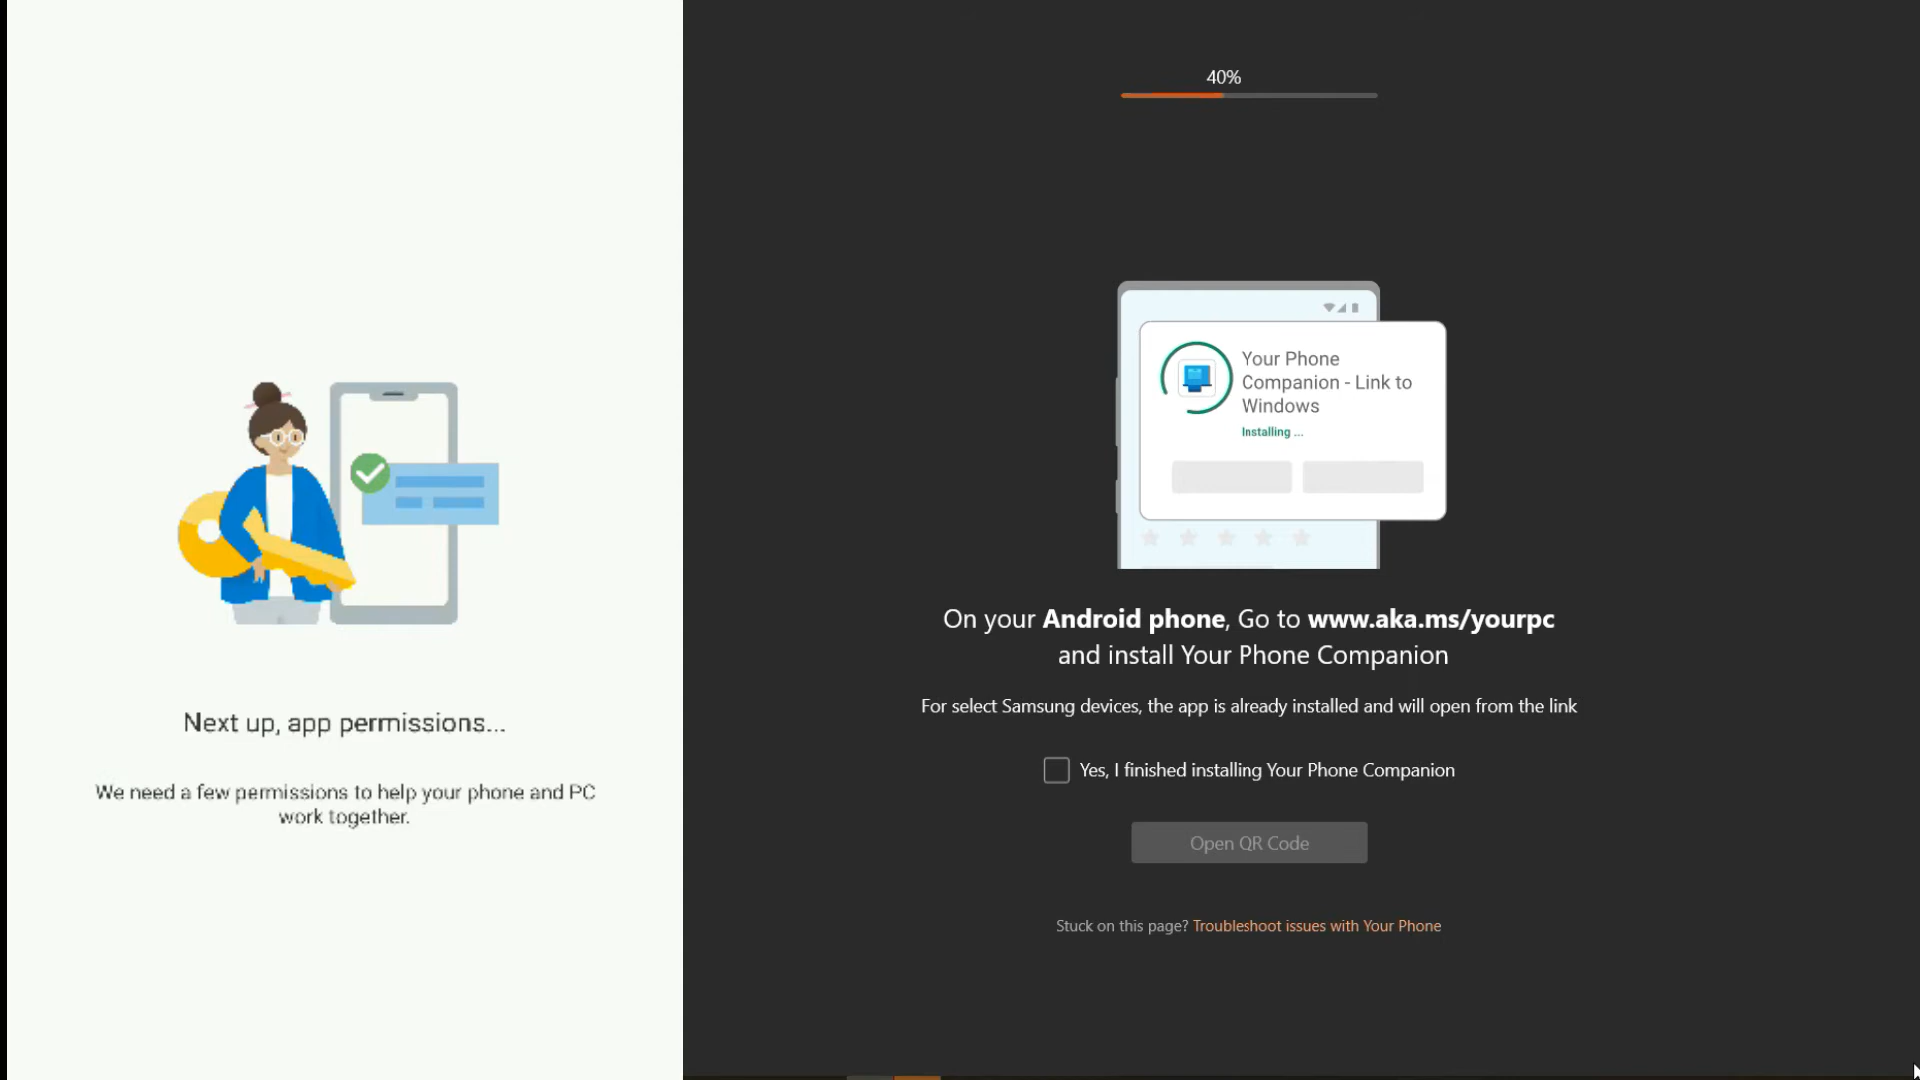 Next up, app permissions...
We need a few permissions to help your phone and PC
work together.
40%
Your Phone
Companion - Link to
Windows
Installing ...
On your Android phone, Go to www.aka.ms/yourpc
and install Your Phone Companion
For select Samsung devices, the app is already installed and will open from the link
Yes, I finished installing Your Phone Companion
Open QR Code
Stuck on this page? Troubleshoot issues with Your Phone